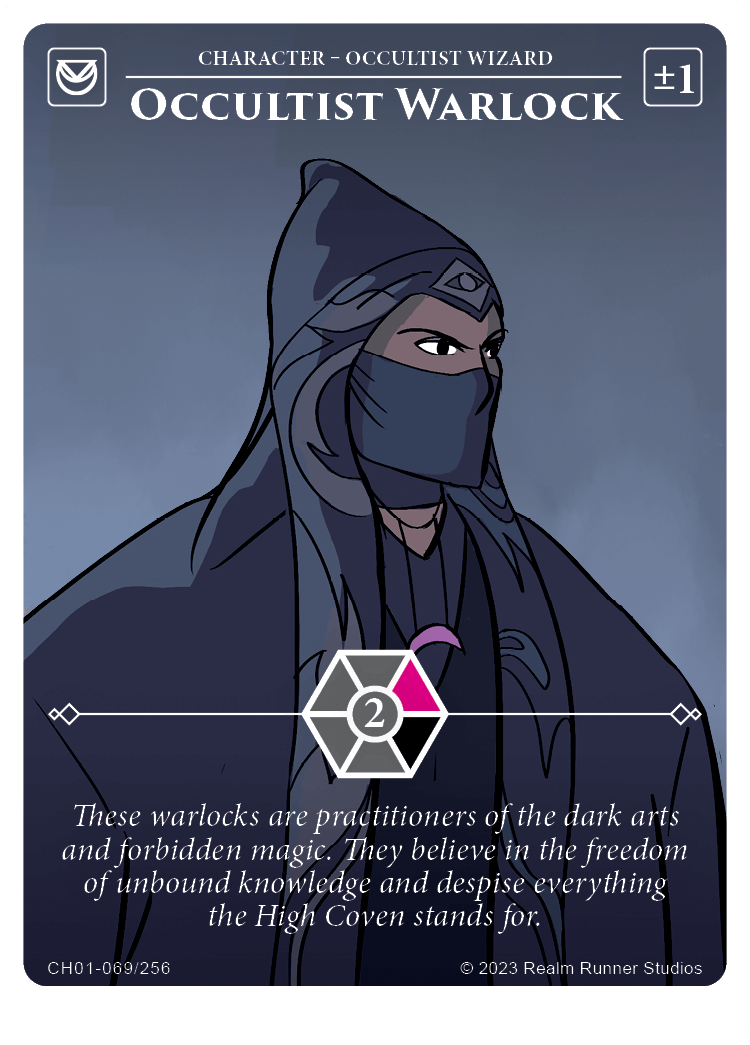 CHARACTER – OCCULTIST WIZARD
OCCULTIST WARLOCK
±1
2
These warlocks are practitioners of the dark arts
and forbidden magic. They believe in the freedom
of unbound knowledge and despise everything
the High Coven stands for.
CH01-069/256
© 2023 Realm Runner Studios